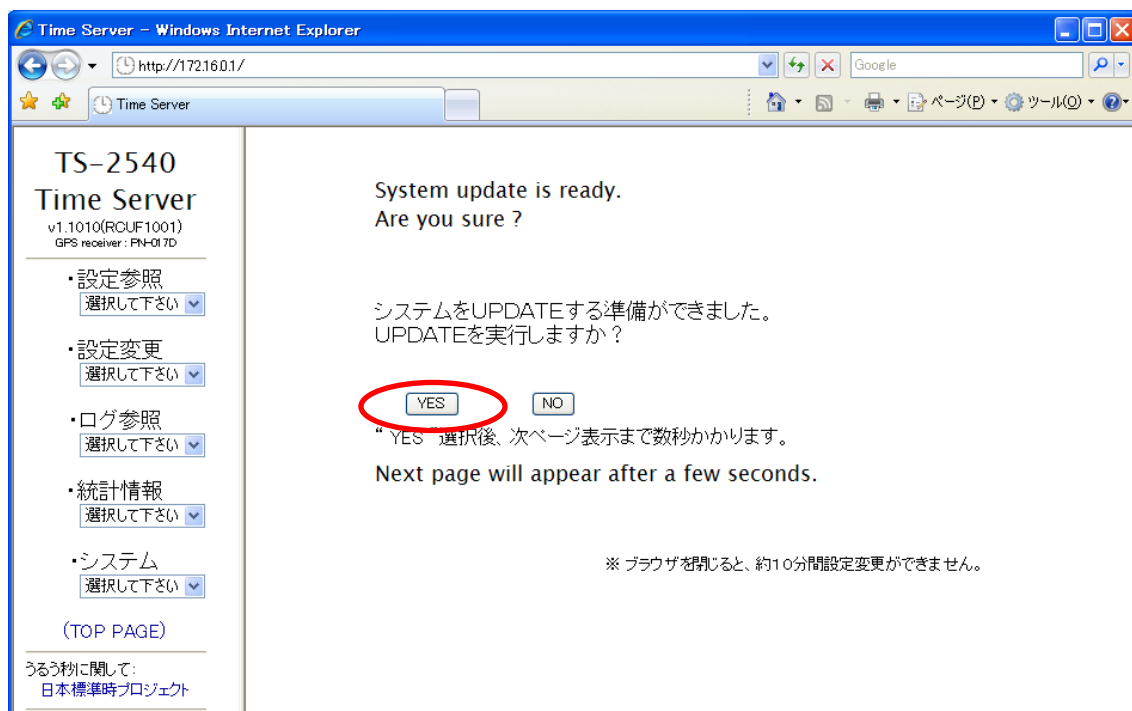 Time Server - Windows Internet Explorer
http://172.16.0.1/
Google
Time Server
ページ(P)
ツール(O)
TS-2540
Time Server
v1.1010(RCUF1001)
GPS receiver : PN-017D
・設定参照
選択して下さい
・設定変更
選択して下さい
・ログ参照
選択して下さい
・統計情報
選択して下さい
・システム
選択して下さい
(TOP PAGE)
うるう秒に関して:
日本標準時プロジェクト
System update is ready.
Are you sure ?
システムをUPDATEする準備ができました。
UPDATEを実行しますか？
YES NO
“ YES ”選択後、次ページ表示まで数秒かかります。
Next page will appear after a few seconds.
※ ブラウザを閉じると、約10分間設定変更ができません。